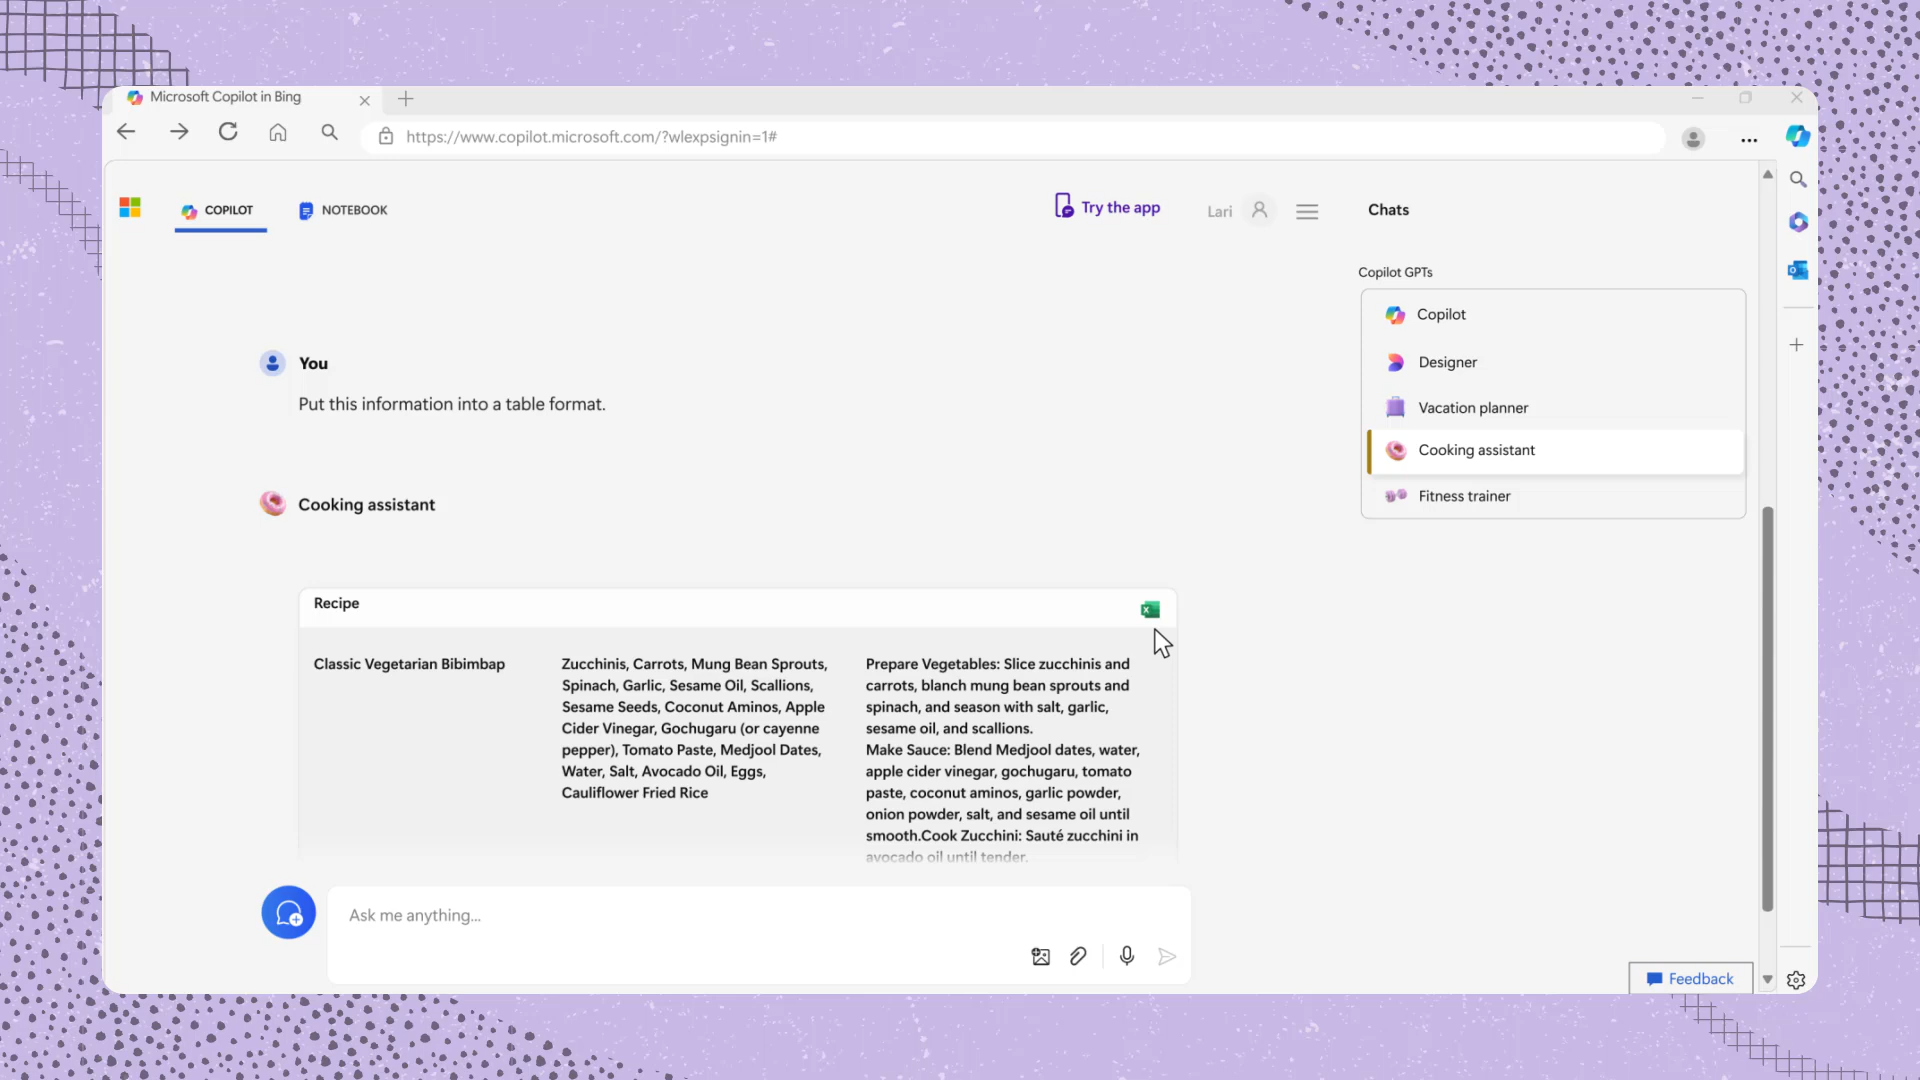 Microsoft Copilot in Bing
https://www.copilot.microsoft.com/?wlexpsignin=1#
COPILOT
NOTEBOOK
Try the app
Lari
Chats
Copilot GPTs
Copilot
Designer
Vacation planner
Cooking assistant
Fitness trainer
You
Put this information into a table format.
Cooking assistant
Recipe
Classic Vegetarian Bibimbap
Zucchinis, Carrots, Mung Bean Sprouts,
Spinach, Garlic, Sesame Oil, Scallions,
Sesame Seeds, Coconut Aminos, Apple
Cider Vinegar, Gochugaru (or cayenne
pepper), Tomato Paste, Medjool Dates,
Water, Salt, Avocado Oil, Eggs,
Cauliflower Fried Rice
Prepare Vegetables: Slice zucchinis and
carrots, blanch mung bean sprouts and
spinach, and season with salt, garlic,
sesame oil, and scallions.
Make Sauce: Blend Medjool dates, water,
apple cider vinegar, gochugaru, tomato
paste, coconut aminos, garlic powder,
onion powder, salt, and sesame oil until
smooth.Cook Zucchini: Sauté zucchini in
avocado oil until tender.
Ask me anything...
Feedback